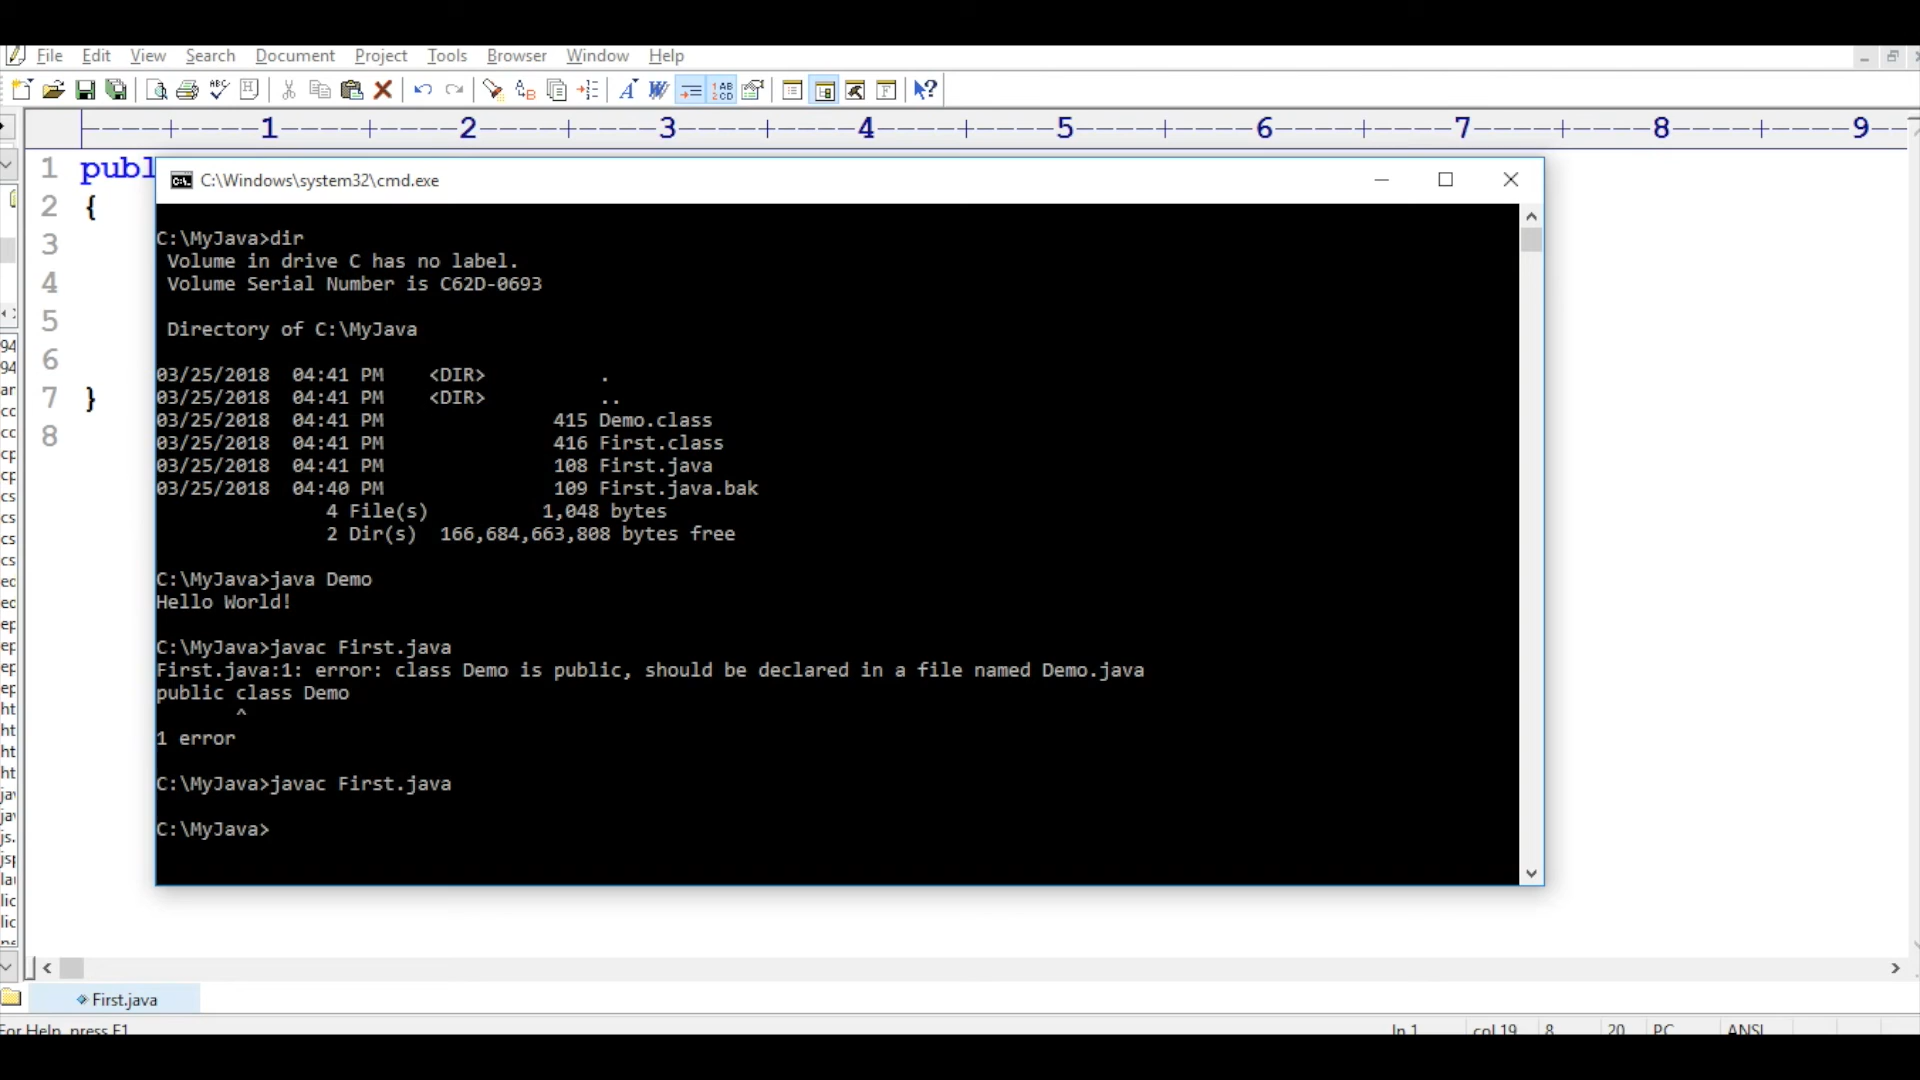 File Edit View Search Document Project Tools Browser Window Help
1 2 3 4 5 6 7 8 9
1 publ
2 {
3
4
5
6
7 }
8
C:\Windows\system32\cmd.exe
C:\MyJava>dir
Volume in drive C has no label.
Volume Serial Number is C62D-0693
Directory of C:\MyJava
03/25/2018 04:41 PM <DIR> .
03/25/2018 04:41 PM <DIR> ..
03/25/2018 04:41 PM 415 Demo.class
03/25/2018 04:41 PM 416 First.class
03/25/2018 04:41 PM 108 First.java
03/25/2018 04:40 PM 109 First.java.bak
4 File(s) 1,048 bytes
2 Dir(s) 166,684,663,808 bytes free
C:\MyJava>java Demo
Hello World!
C:\MyJava>javac First.java
First.java:1: error: class Demo is public, should be declared in a file named Demo.java
public class Demo
^
1 error
C:\MyJava>javac First.java
C:\MyJava>
First.java
For Help, press F1
ln 1 col 19 8 20 PC ANSI